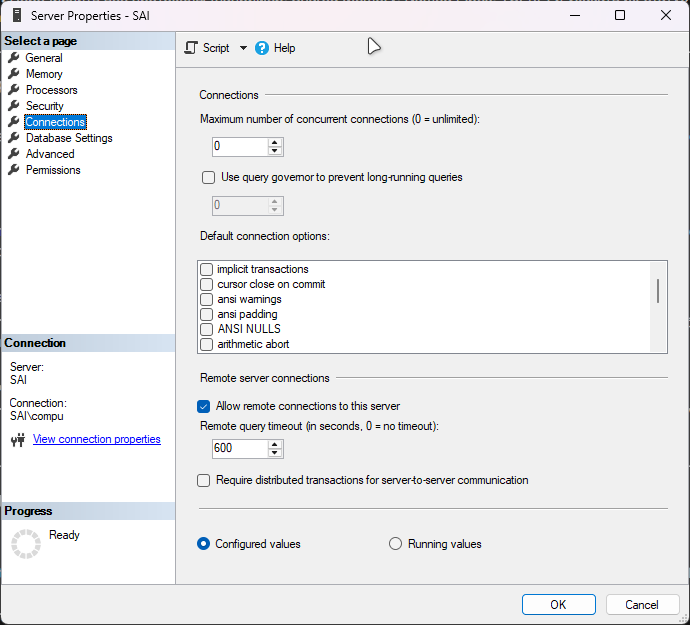 Server Properties - SAI
Select a page
General
Memory
Processors
Security
Connections
Database Settings
Advanced
Permissions
Connection
Server:
SAI
Connection:
SAI\compu
View connection properties
Progress
Ready
Script
Help
Connections
Maximum number of concurrent connections (0 = unlimited):
0
Use query governor to prevent long-running queries
0
Default connection options:
implicit transactions
cursor close on commit
ansi warnings
ansi padding
ANSI NULLS
arithmetic abort
Remote server connections
Allow remote connections to this server
Remote query timeout (in seconds, 0 = no timeout):
600
Require distributed transactions for server-to-server communication
Configured values Running values
OK Cancel